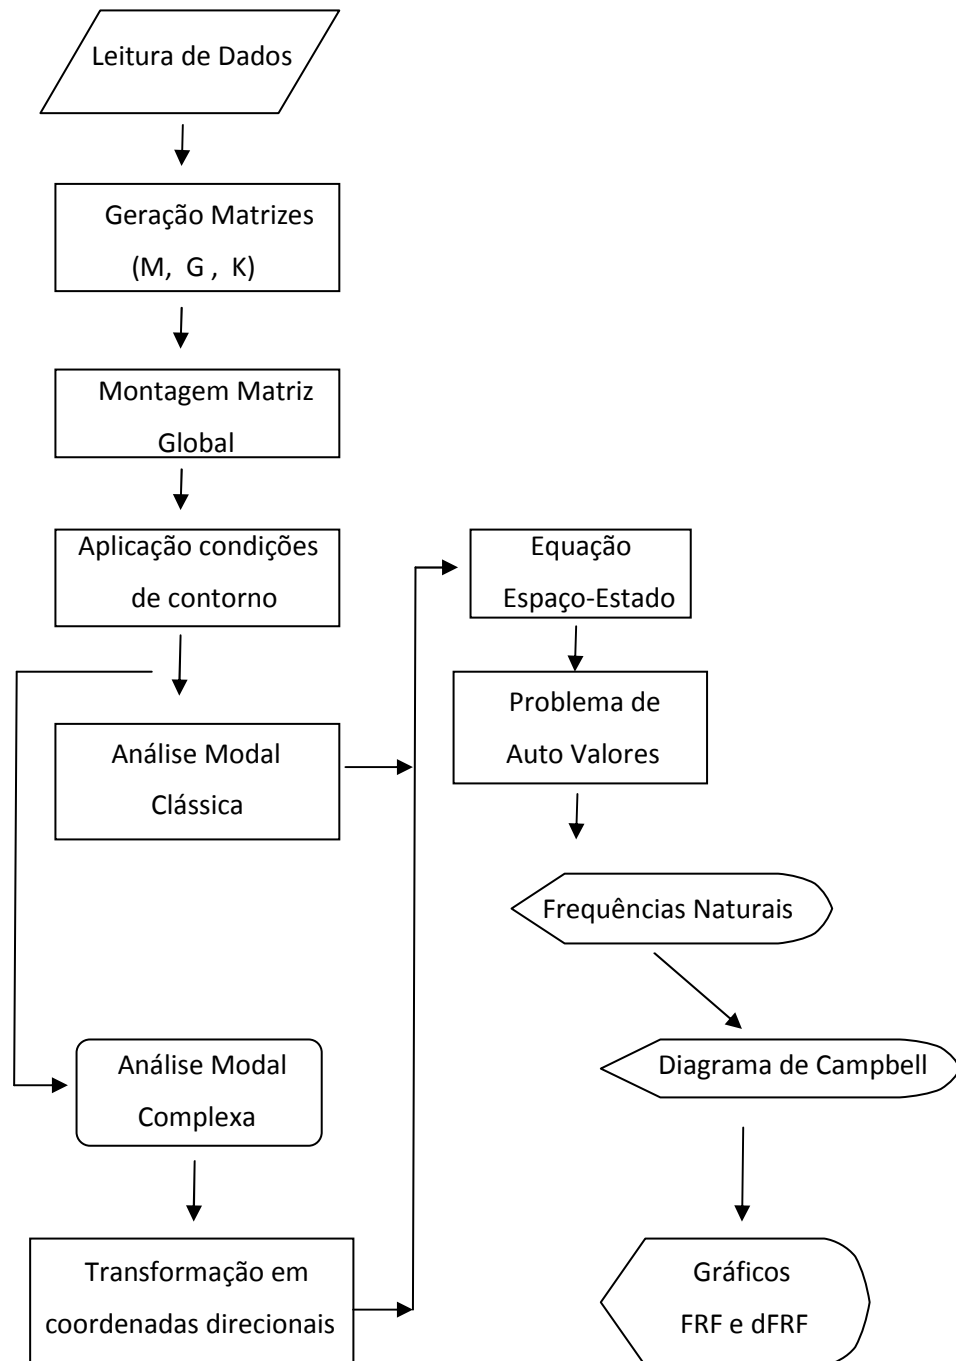 Leitura de Dados
Geração Matrizes
(M, G , K)
Montagem Matriz
Global
Aplicação condições
de contorno
Análise Modal
Clássica
Análise Modal
Complexa
Transformação em
coordenadas direcionais
Equação
Espaço-Estado
Problema de
Auto Valores
Frequências Naturais
Diagrama de Campbell
Gráficos
FRF e dFRF